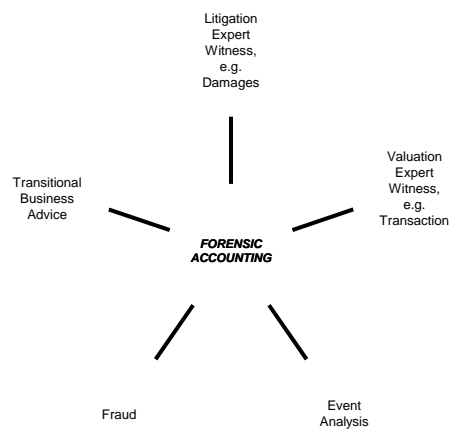 Litigation
Expert
Witness,
e.g.
Damages
Valuation
Expert
Witness,
e.g.
Transaction
Transitional
Business
Advice
FORENSIC
ACCOUNTING
Fraud
Event
Analysis